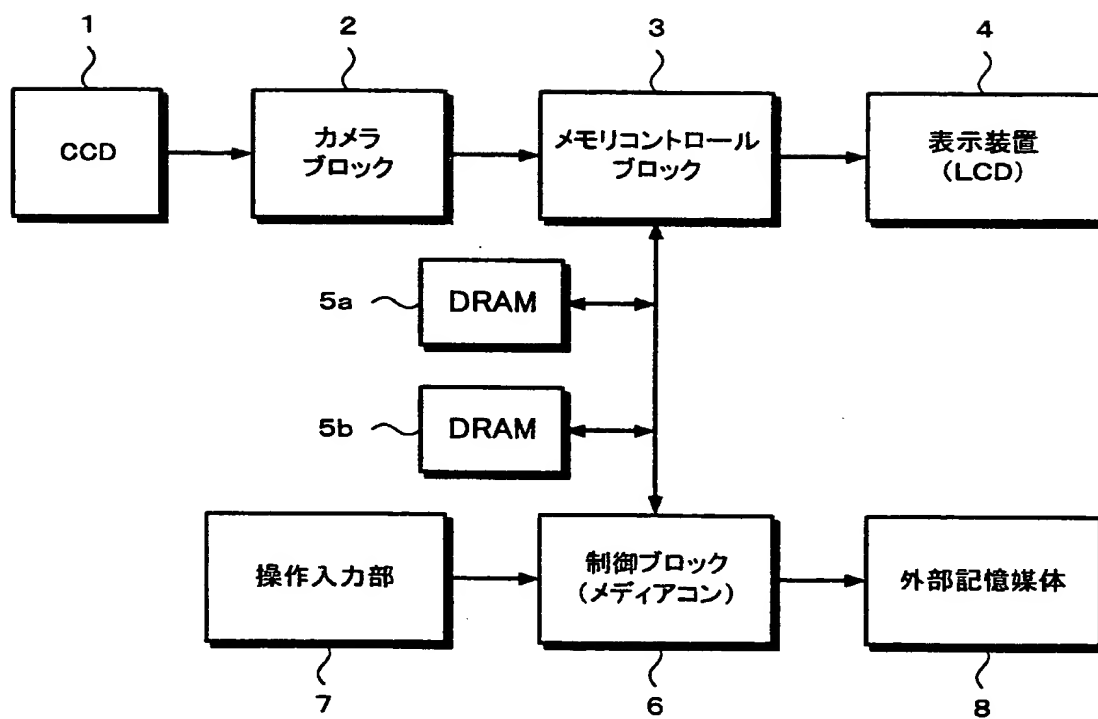 1
2
3
4
CCD
カメラ
ブロック
メモリコントロール
ブロック
表示装置
(LCD)
5a
DRAM
5b
DRAM
操作入力部
制御ブロック
(メディアコン)
外部記憶媒体
7
6
8